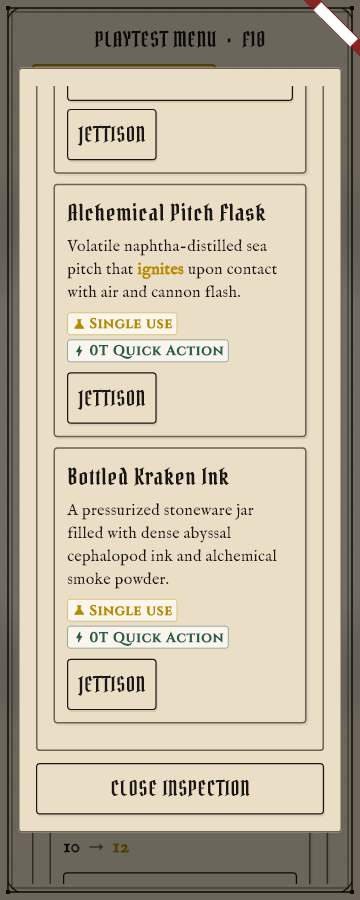 PLAYTEST MENU · F10
JETTISON
Alchemical Pitch Flask
Volatile naphtha-distilled sea
pitch that ignites upon contact
with air and cannon flash.
SINGLE USE
0T QUICK ACTION
JETTISON
Bottled Kraken Ink
A pressurized stoneware jar
filled with dense abyssal
cephalopod ink and alchemical
smoke powder.
SINGLE USE
0T QUICK ACTION
JETTISON
CLOSE INSPECTION
10 → 12